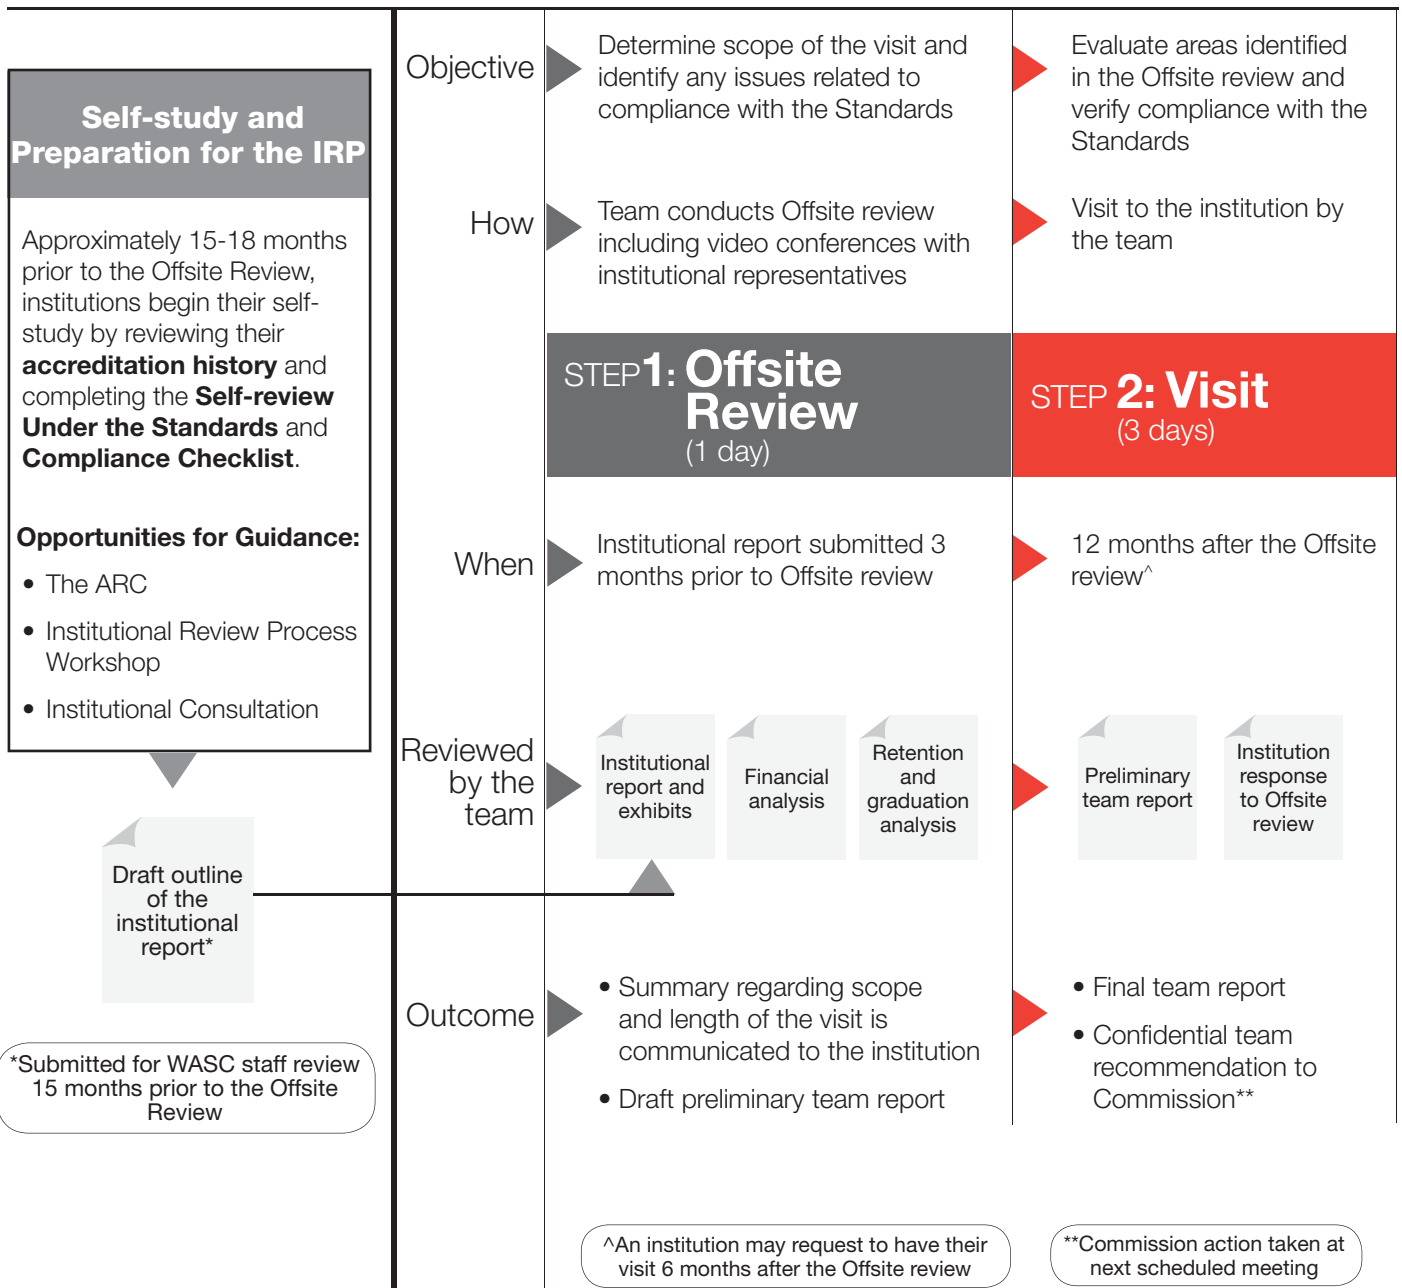 Self-study and
Preparation for the IRP
Approximately 15-18 months
prior to the Offsite Review,
institutions begin their self-
study by reviewing their
accreditation history and
completing the Self-review
Under the Standards and
Compliance Checklist.
Opportunities for Guidance:
• The ARC
• Institutional Review Process
Workshop
• Institutional Consultation
Draft outline
of the
institutional
report*
*Submitted for WASC staff review
15 months prior to the Offsite
Review
Objective
Determine scope of the visit and
identify any issues related to
compliance with the Standards
Evaluate areas identified
in the Offsite review and
verify compliance with the
Standards
How
Team conducts Offsite review
including video conferences with
institutional representatives
Visit to the institution by
the team
STEP 1: Offsite
Review
(1 day)
STEP 2: Visit
(3 days)
When
Institutional report submitted 3
months prior to Offsite review
12 months after the Offsite
review^
Reviewed
by the
team
Institutional
report and
exhibits
Financial
analysis
Retention
and
graduation
analysis
Preliminary
team report
Institution
response
to Offsite
review
Outcome
• Summary regarding scope
and length of the visit is
communicated to the institution
• Draft preliminary team report
• Final team report
• Confidential team
recommendation to
Commission**
^An institution may request to have their
visit 6 months after the Offsite review
**Commission action taken at
next scheduled meeting